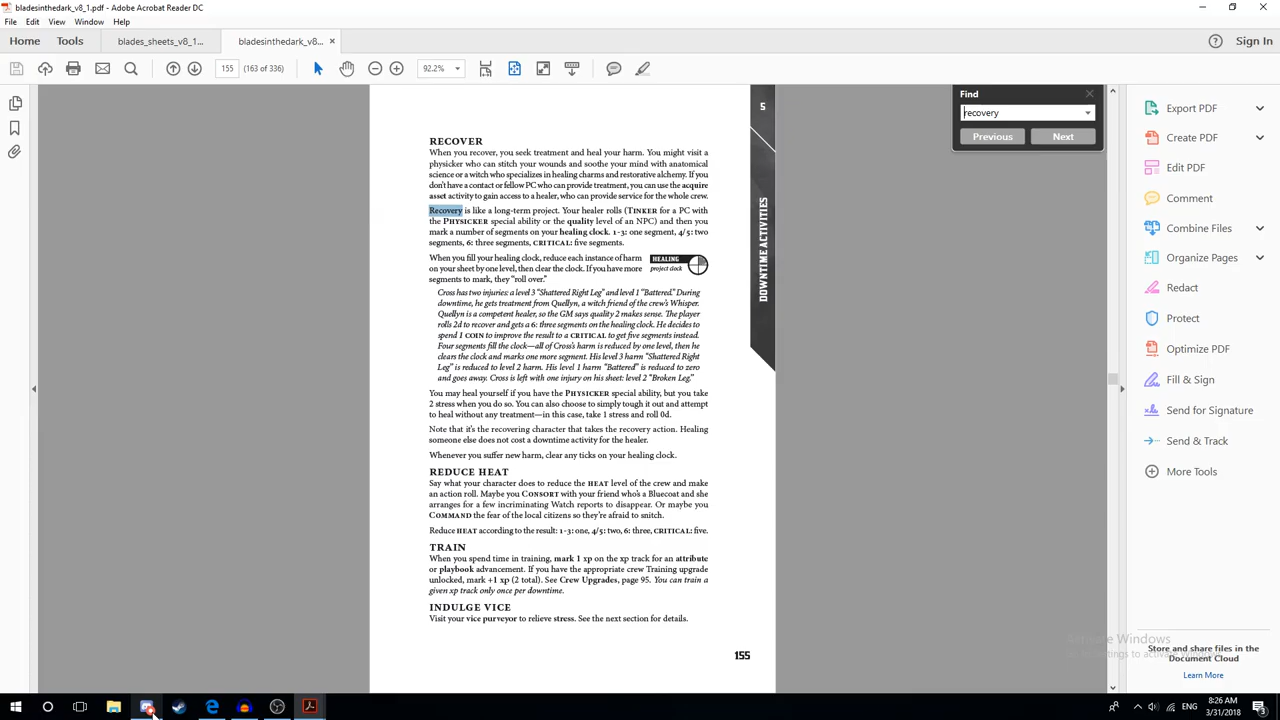 bladesinthedark_v8_1.pdf - Adobe Acrobat Reader DC
File Edit View Window Help
Home Tools blades_sheets_v8_1... bladesinthedark_v8... × Sign In
155 (163 of 336) 92.2%
Find
recovery
Previous Next
Export PDF
Create PDF
Edit PDF
Comment
Combine Files
Organize Pages
Redact
Protect
Optimize PDF
Fill & Sign
Send for Signature
Send & Track
More Tools
Store and share files in the
Document Cloud
Learn More
5
DOWNTIME ACTIVITIES
RECOVER
When you recover, you seek treatment and heal your harm. You might visit a
physicker who can stitch your wounds and soothe your mind with anatomical
science or a witch who specializes in healing charms and restorative alchemy. If you
don't have a contact or fellow PC who can provide treatment, you can use the acquire
asset activity to gain access to a healer, who can provide service for the whole crew.
Recovery is like a long-term project. Your healer rolls (TINKER for a PC with
the PHYSICKER special ability or the quality level of an NPC) and then you
mark a number of segments on your healing clock. 1-3: one segment, 4/5: two
segments, 6: three segments, CRITICAL: five segments.
When you fill your healing clock, reduce each instance of harm
on your sheet by one level, then clear the clock. If you have more
segments to mark, they "roll over."
HEALING
project clock
Cross has two injuries: a level 3 "Shattered Right Leg" and level 1 "Battered." During
downtime, he gets treatment from Quellyn, a witch friend of the crew's Whisper.
Quellyn is a competent healer, so the GM says quality 2 makes sense. The player
rolls 2d to recover and gets a 6: three segments on the healing clock. He decides to
spend 1 COIN to improve the result to a CRITICAL to get five segments instead.
Four segments fill the clock—all of Cross's harm is reduced by one level, then he
clears the clock and marks one more segment. His level 3 harm "Shattered Right
Leg" is reduced to level 2 harm. His level 1 harm "Battered" is reduced to zero
and goes away. Cross is left with one injury on his sheet: level 2 "Broken Leg."
You may heal yourself if you have the PHYSICKER special ability, but you take
2 stress when you do so. You can also choose to simply tough it out and attempt
to heal without any treatment—in this case, take 1 stress and roll 0d.
Note that it's the recovering character that takes the recovery action. Healing
someone else does not cost a downtime activity for the healer.
Whenever you suffer new harm, clear any ticks on your healing clock.
REDUCE HEAT
Say what your character does to reduce the HEAT level of the crew and make
an action roll. Maybe you CONSORT with your friend who's a Bluecoat and she
arranges for a few incriminating Watch reports to disappear. Or maybe you
COMMAND the fear of the local citizens so they're afraid to snitch.
Reduce HEAT according to the result: 1-3: one, 4/5: two, 6: three, CRITICAL: five.
TRAIN
When you spend time in training, mark 1 xp on the xp track for an attribute
or playbook advancement. If you have the appropriate crew Training upgrade
unlocked, mark +1 xp (2 total). See Crew Upgrades, page 95. You can train a
given xp track only once per downtime.
INDULGE VICE
Visit your vice purveyor to relieve stress. See the next section for details.
155
Activate Windows
ENG
8:26 AM
3/31/2018